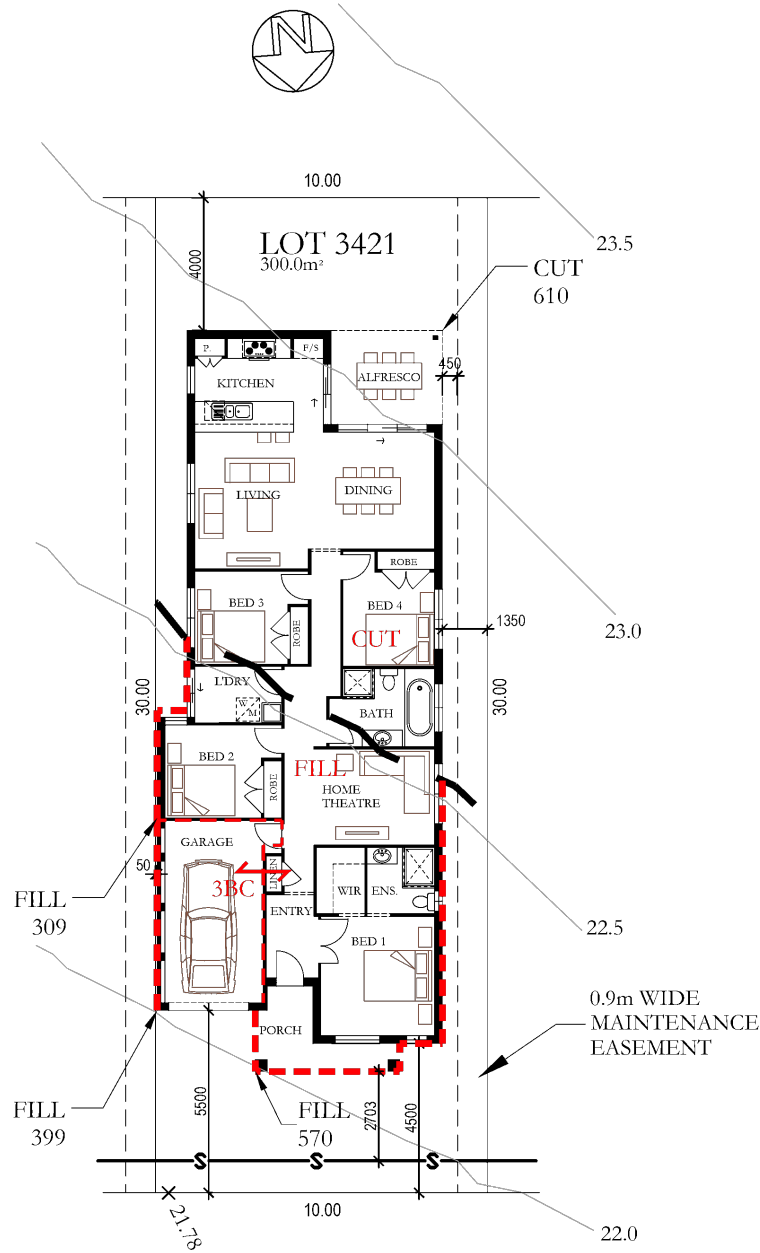 N
10.00
LOT 3421
300.0m²
23.5
CUT
610
4000
P.
F/S
450
ALFRESCO
KITCHEN
LIVING
DINING
ROBE
BED 3
BED 4
1350
23.0
ROBE
CUT
L'DRY
30.00
30.00
W
M
BATH
BED 2
FILL
ROBE
HOME
THEATRE
GARAGE
50
LINEN
3BC
WIR
ENS.
FILL
309
ENTRY
BED 1
22.5
0.9m WIDE
MAINTENANCE
EASEMENT
PORCH
5500
FILL
570
2703
4500
FILL
399
S
S
S
21.78
10.00
22.0